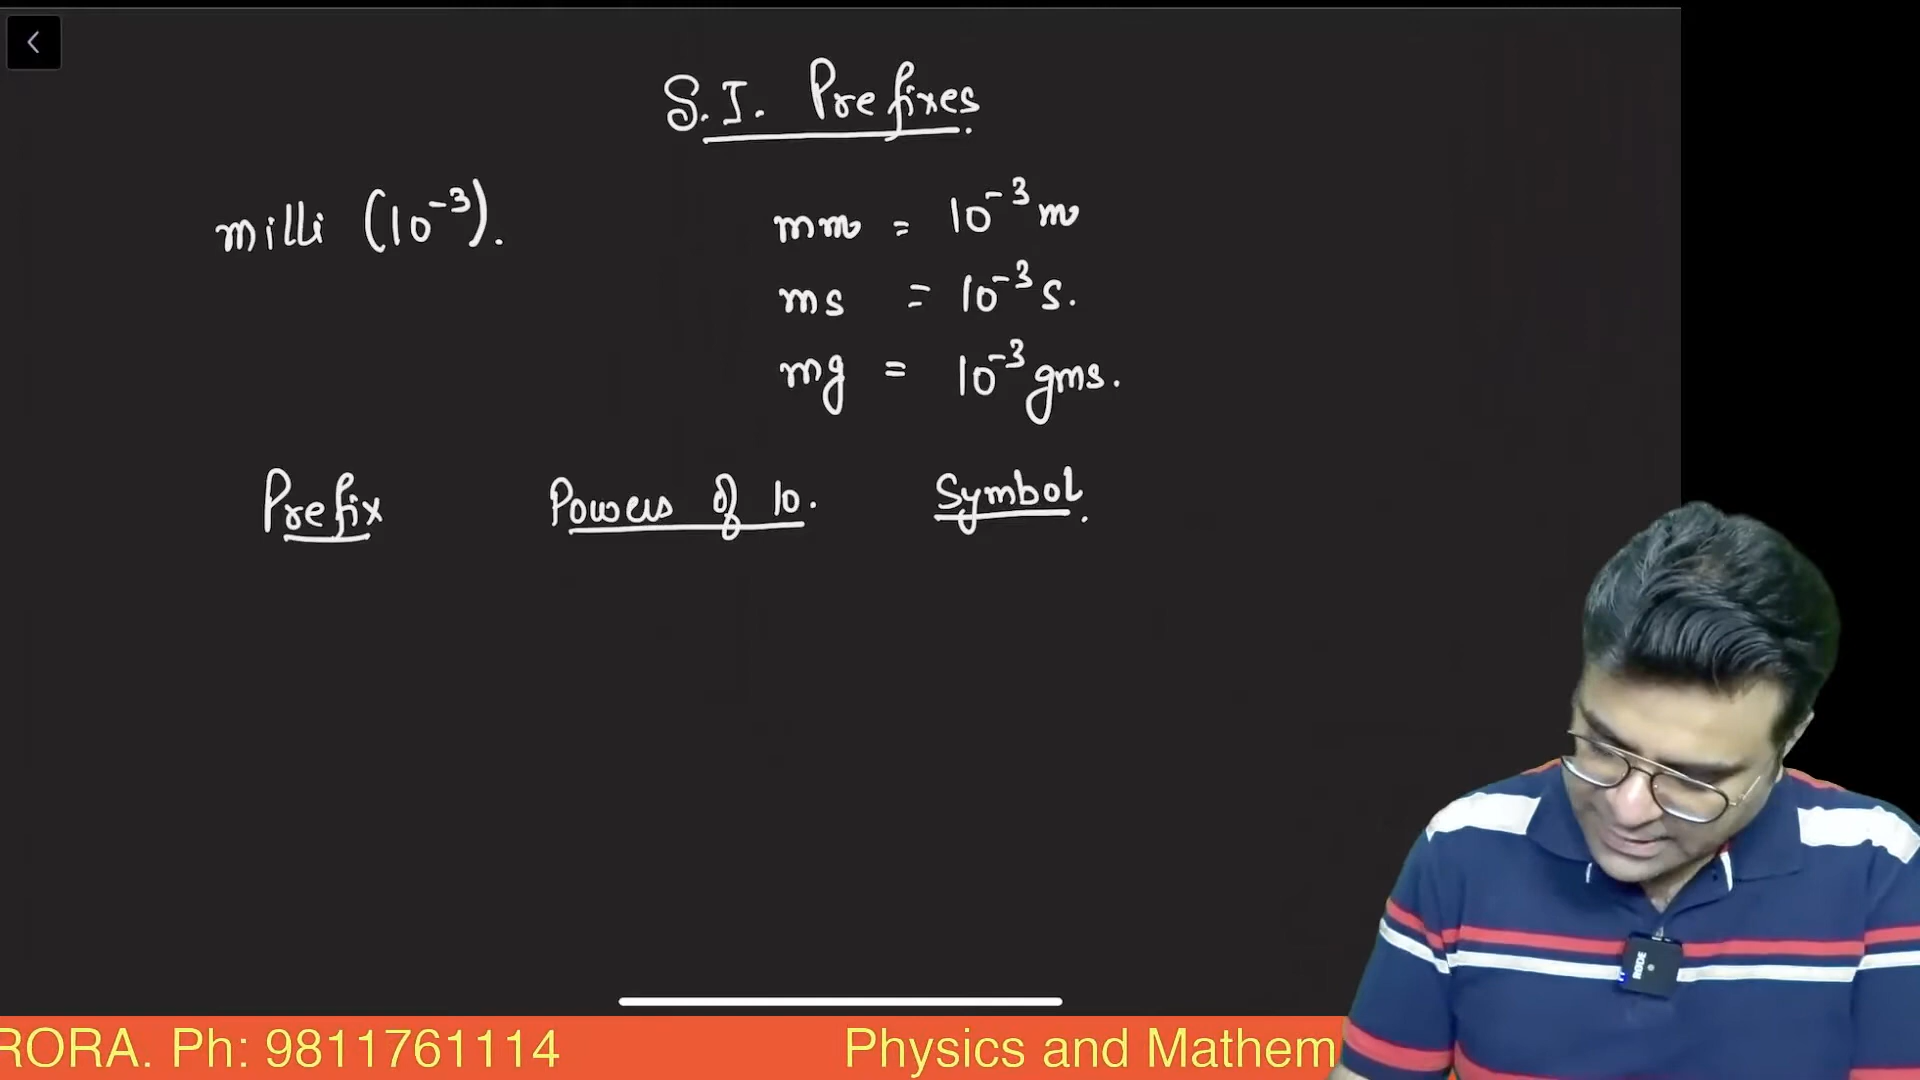 S.I. Prefixes
milli (10⁻³).
mm = 10⁻³ m
ms = 10⁻³ s.
mg = 10⁻³ gms.
Prefix Powers of 10. Symbol.
RODE
RORA. Ph: 9811761114 Physics and Mathem